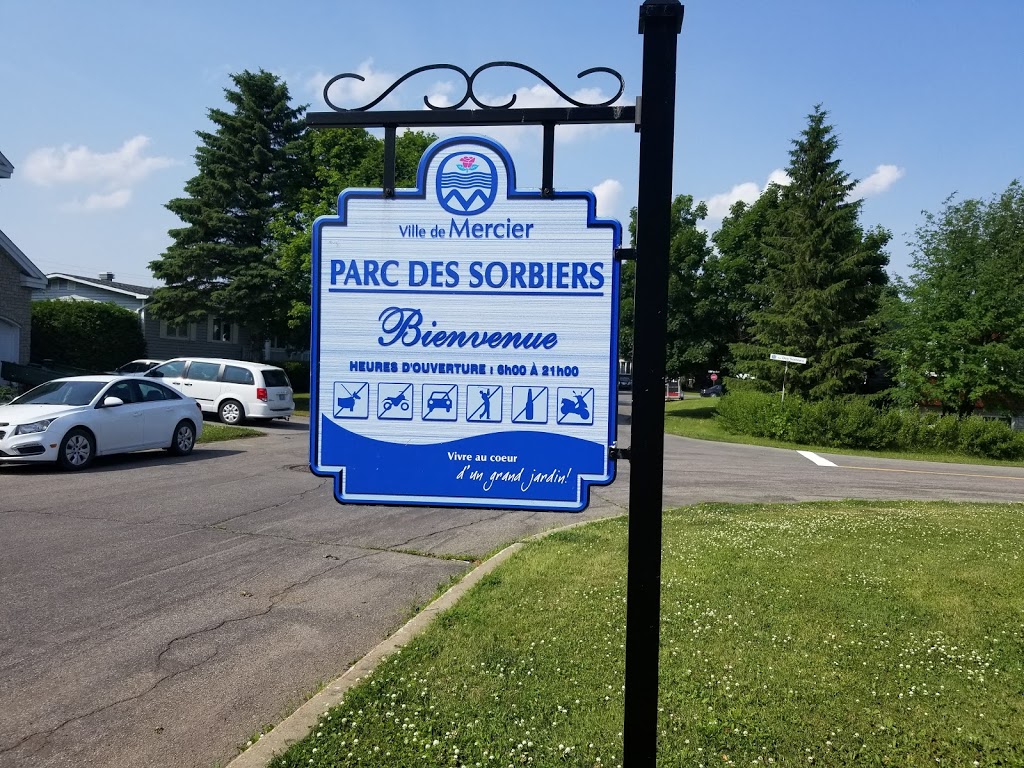 Ville de Mercier
PARC DES SORBIERS
Bienvenue
HEURES D'OUVERTURE : 6h00 À 21h00
Vivre au coeur
d'un grand jardin!